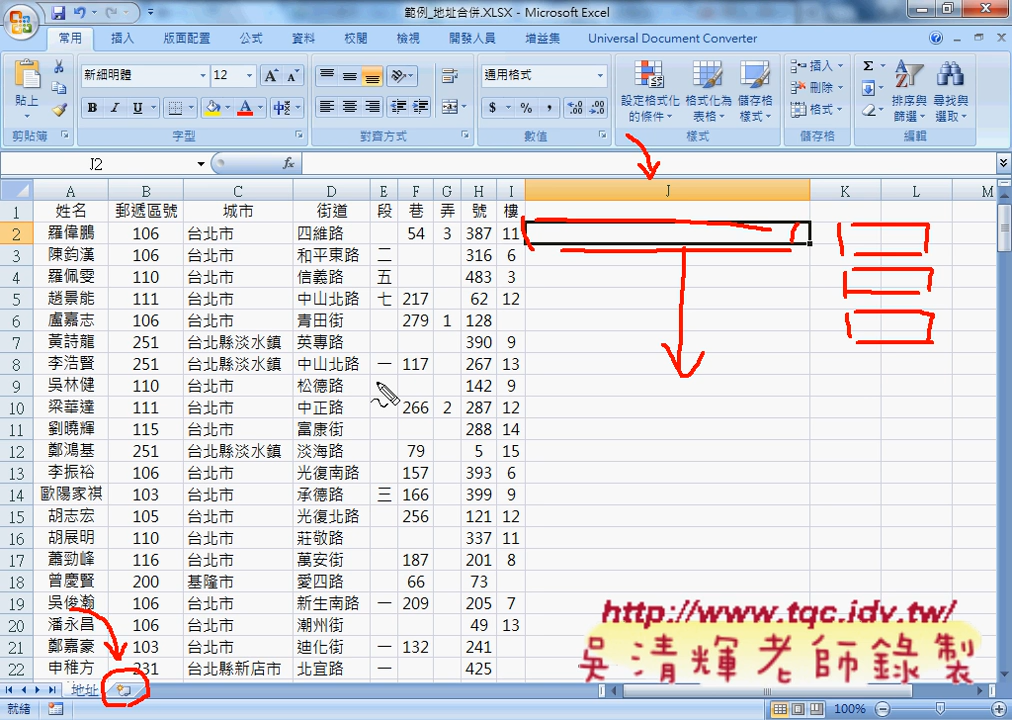 範例_地址合併.XLSX - Microsoft Excel
常用 插入 版面配置 公式 資料 校閱 檢視 開發人員 增益集 Universal Document Converter
貼上 新細明體 12 通用格式 設定格式化的條件 格式化為表格 儲存格樣式 插入 刪除 格式 排序與篩選 尋找與選取
剪貼簿 字型 對齊方式 數值 樣式 儲存格 編輯
J2 fx
A B C D E F G H I J K L M
1 姓名 郵遞區號 城市 街道 段 巷 弄 號 樓
2 羅偉鵬 106 台北市 四維路 54 3 387 11
3 陳鈞漢 106 台北市 和平東路 二 316 6
4 羅佩雯 110 台北市 信義路 五 483 3
5 趙景能 111 台北市 中山北路 七 217 62 12
6 盧嘉志 106 台北市 青田街 279 1 128
7 黃詩龍 251 台北縣淡水鎮 英專路 390 9
8 李浩賢 251 台北縣淡水鎮 中山北路 一 117 267 13
9 吳林健 110 台北市 松德路 142 9
10 梁華達 111 台北市 中正路 266 2 287 12
11 劉曉輝 115 台北市 富康街 288 14
12 鄭鴻基 251 台北縣淡水鎮 淡海路 79 5 15
13 李振裕 106 台北市 光復南路 157 393 6
14 歐陽家祺 103 台北市 承德路 三 166 399 9
15 胡志宏 105 台北市 光復北路 256 121 12
16 胡展明 110 台北市 莊敬路 337 11
17 蕭勁峰 116 台北市 萬安街 187 201 8
18 曾慶賢 200 基隆市 愛四路 66 73
19 吳俊瀚 106 台北市 新生南路 一 209 205 7
20 潘永昌 106 台北市 潮州街 49 13
21 鄭嘉豪 103 台北市 迪化街 一 132 241
22 申稚方 231 台北縣新店市 北宜路 一 425
http://www.tqc.idv.tw/
吳清輝老師錄製
地址
就緒 100%